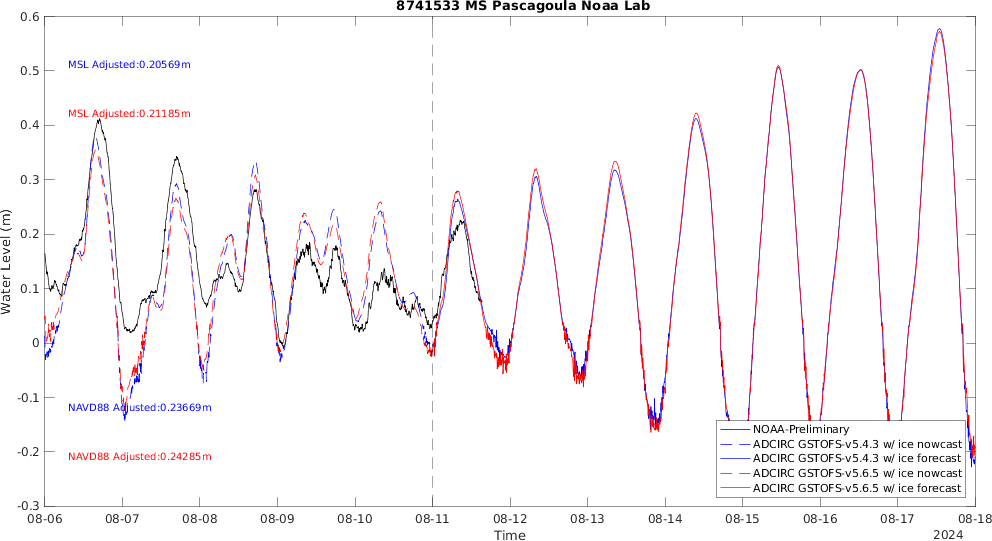 8741533 MS Pascagoula Noaa Lab
0.6
0.5
0.4
0.3
0.2
0.1
0
-0.1
-0.2
-0.3
Water Level (m)
MSL Adjusted:0.20569m
MSL Adjusted:0.21185m
NAVD88 Adjusted:0.23669m
NAVD88 Adjusted:0.24285m
NOAA-Preliminary
ADCIRC GSTOFS-v5.4.3 w/ ice nowcast
ADCIRC GSTOFS-v5.4.3 w/ ice forecast
ADCIRC GSTOFS-v5.6.5 w/ ice nowcast
ADCIRC GSTOFS-v5.6.5 w/ ice forecast
08-06 08-07 08-08 08-09 08-10 08-11 08-12 08-13 08-14 08-15 08-16 08-17 08-18
Time
2024